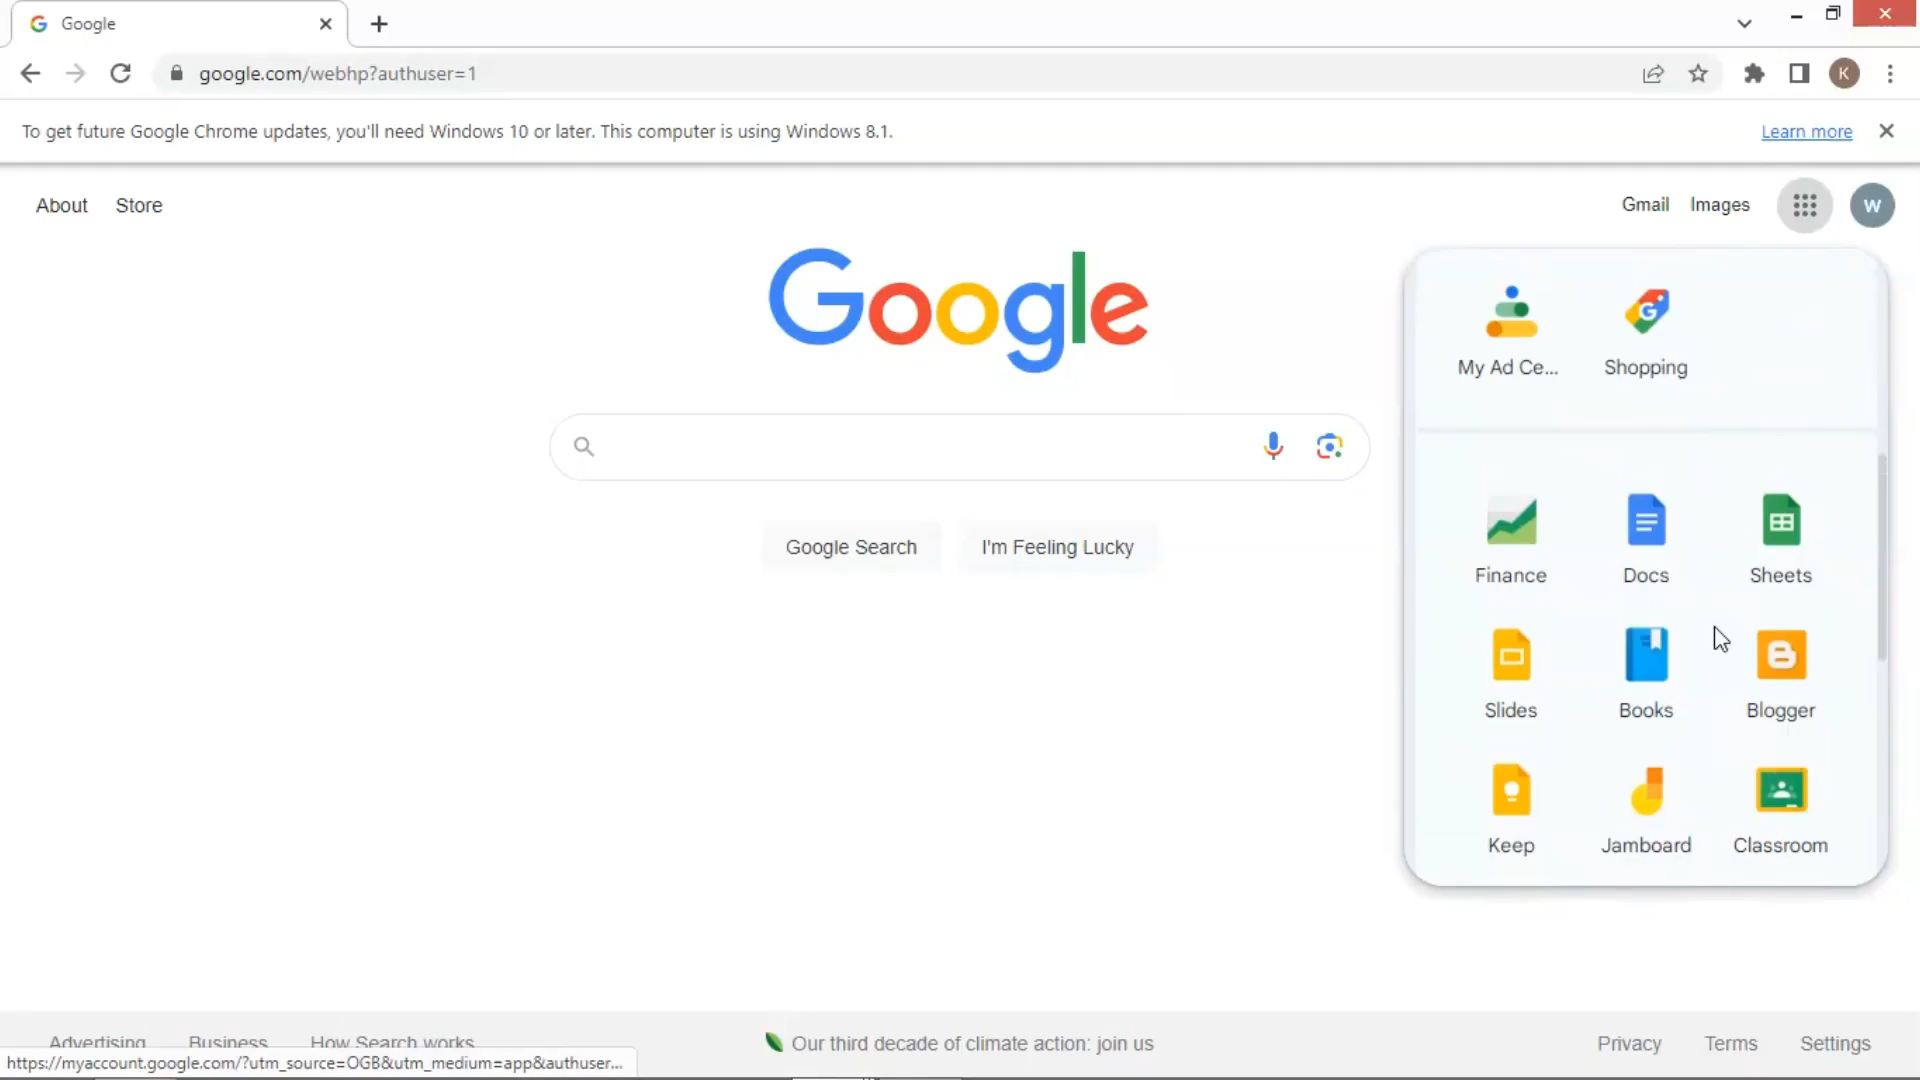 Google
google.com/webhp?authuser=1
K
To get future Google Chrome updates, you'll need Windows 10 or later. This computer is using Windows 8.1.
Learn more
About
Store
Gmail
Images
W
Google
My Ad Ce...
Shopping
Google Search
I'm Feeling Lucky
Finance
Docs
Sheets
Slides
Books
Blogger
Keep
Jamboard
Classroom
Advertising
Business
How Search works
Our third decade of climate action: join us
Privacy
Terms
Settings
https://myaccount.google.com/?utm_source=OGB&utm_medium=app&authuser...